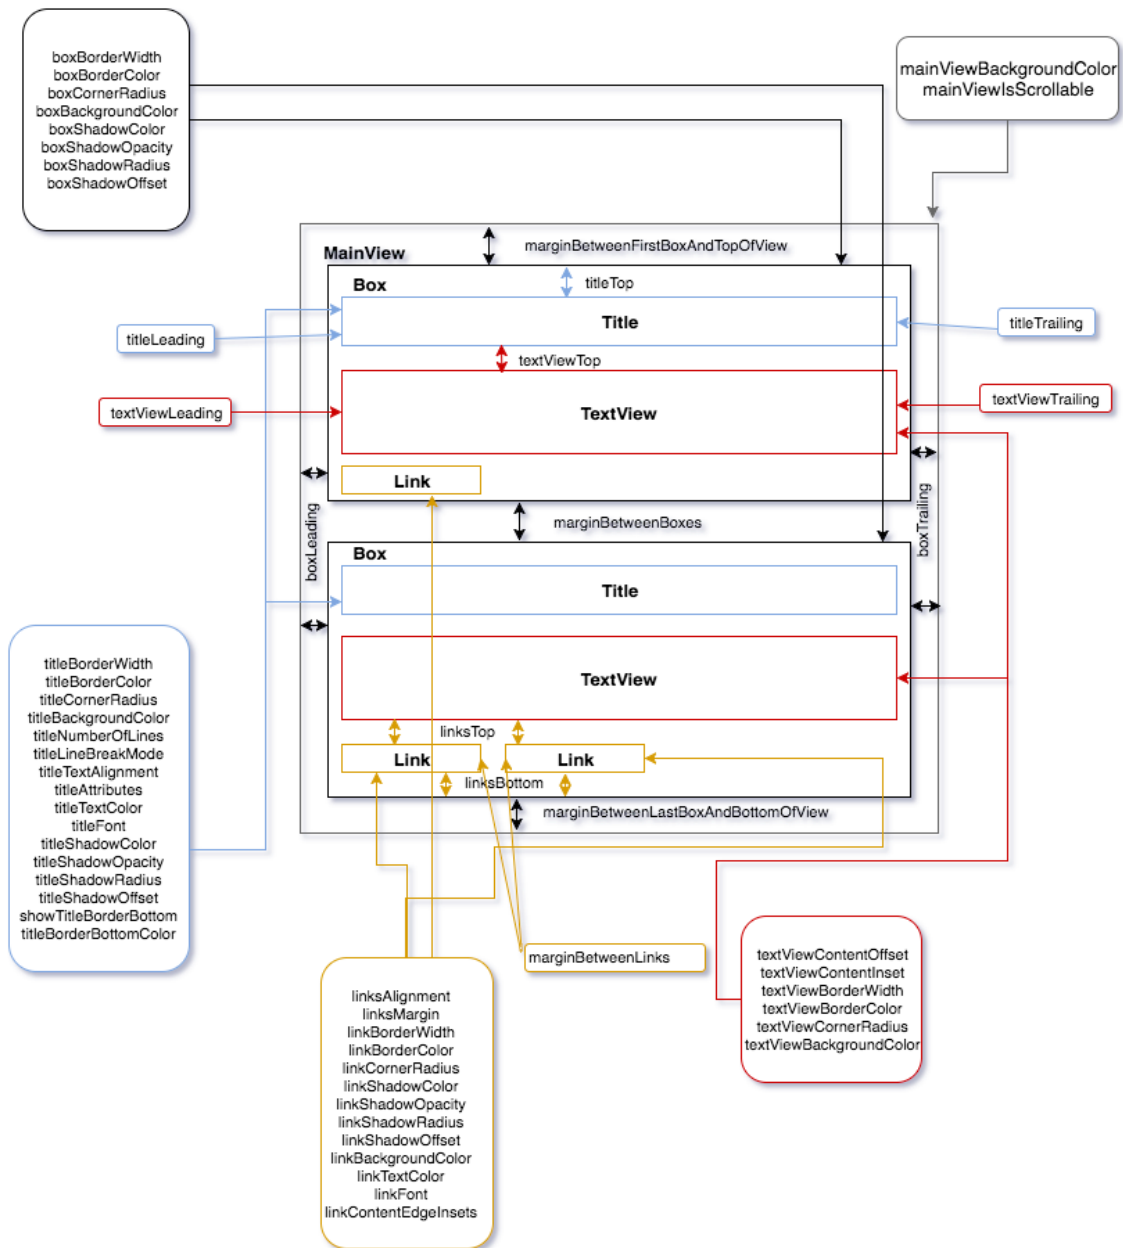 boxBorderWidth
boxBorderColor
boxCornerRadius
boxBackgroundColor
boxShadowColor
boxShadowOpacity
boxShadowRadius
boxShadowOffset
mainViewBackgroundColor
mainViewIsScrollable
marginBetweenFirstBoxAndTopOfView
MainView
Box
titleTop
Title
titleLeading
titleTrailing
textViewTop
textViewLeading
TextView
textViewTrailing
Link
boxLeading
marginBetweenBoxes
boxTrailing
Box
Title
TextView
linksTop
Link
Link
linksBottom
marginBetweenLastBoxAndBottomOfView
titleBorderWidth
titleBorderColor
titleCornerRadius
titleBackgroundColor
titleNumberOfLines
titleLineBreakMode
titleTextAlignment
titleAttributes
titleTextColor
titleFont
titleShadowColor
titleShadowOpacity
titleShadowRadius
titleShadowOffset
showTitleBorderBottom
titleBorderBottomColor
marginBetweenLinks
textViewContentOffset
textViewContentInset
textViewBorderWidth
textViewBorderColor
textViewCornerRadius
textViewBackgroundColor
linksAlignment
linksMargin
linkBorderWidth
linkBorderColor
linkCornerRadius
linkShadowColor
linkShadowOpacity
linkShadowRadius
linkShadowOffset
linkBackgroundColor
linkTextColor
linkFont
linkContentEdgeInsets